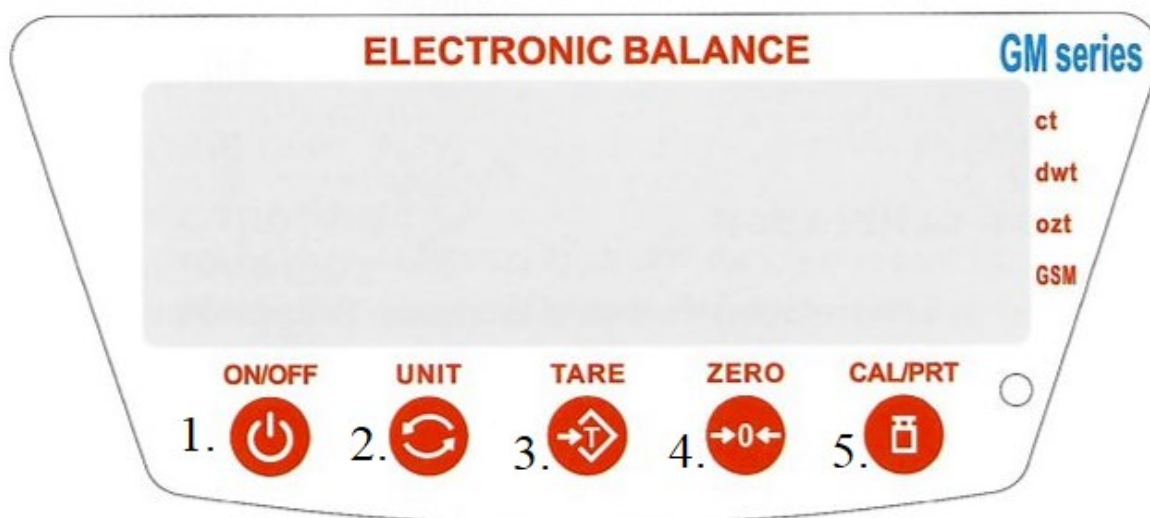 ELECTRONIC BALANCE
GM series
ct
dwt
ozt
GSM
ON/OFF UNIT TARE ZERO CAL/PRT
1. 2. 3. T 4. 0 5.